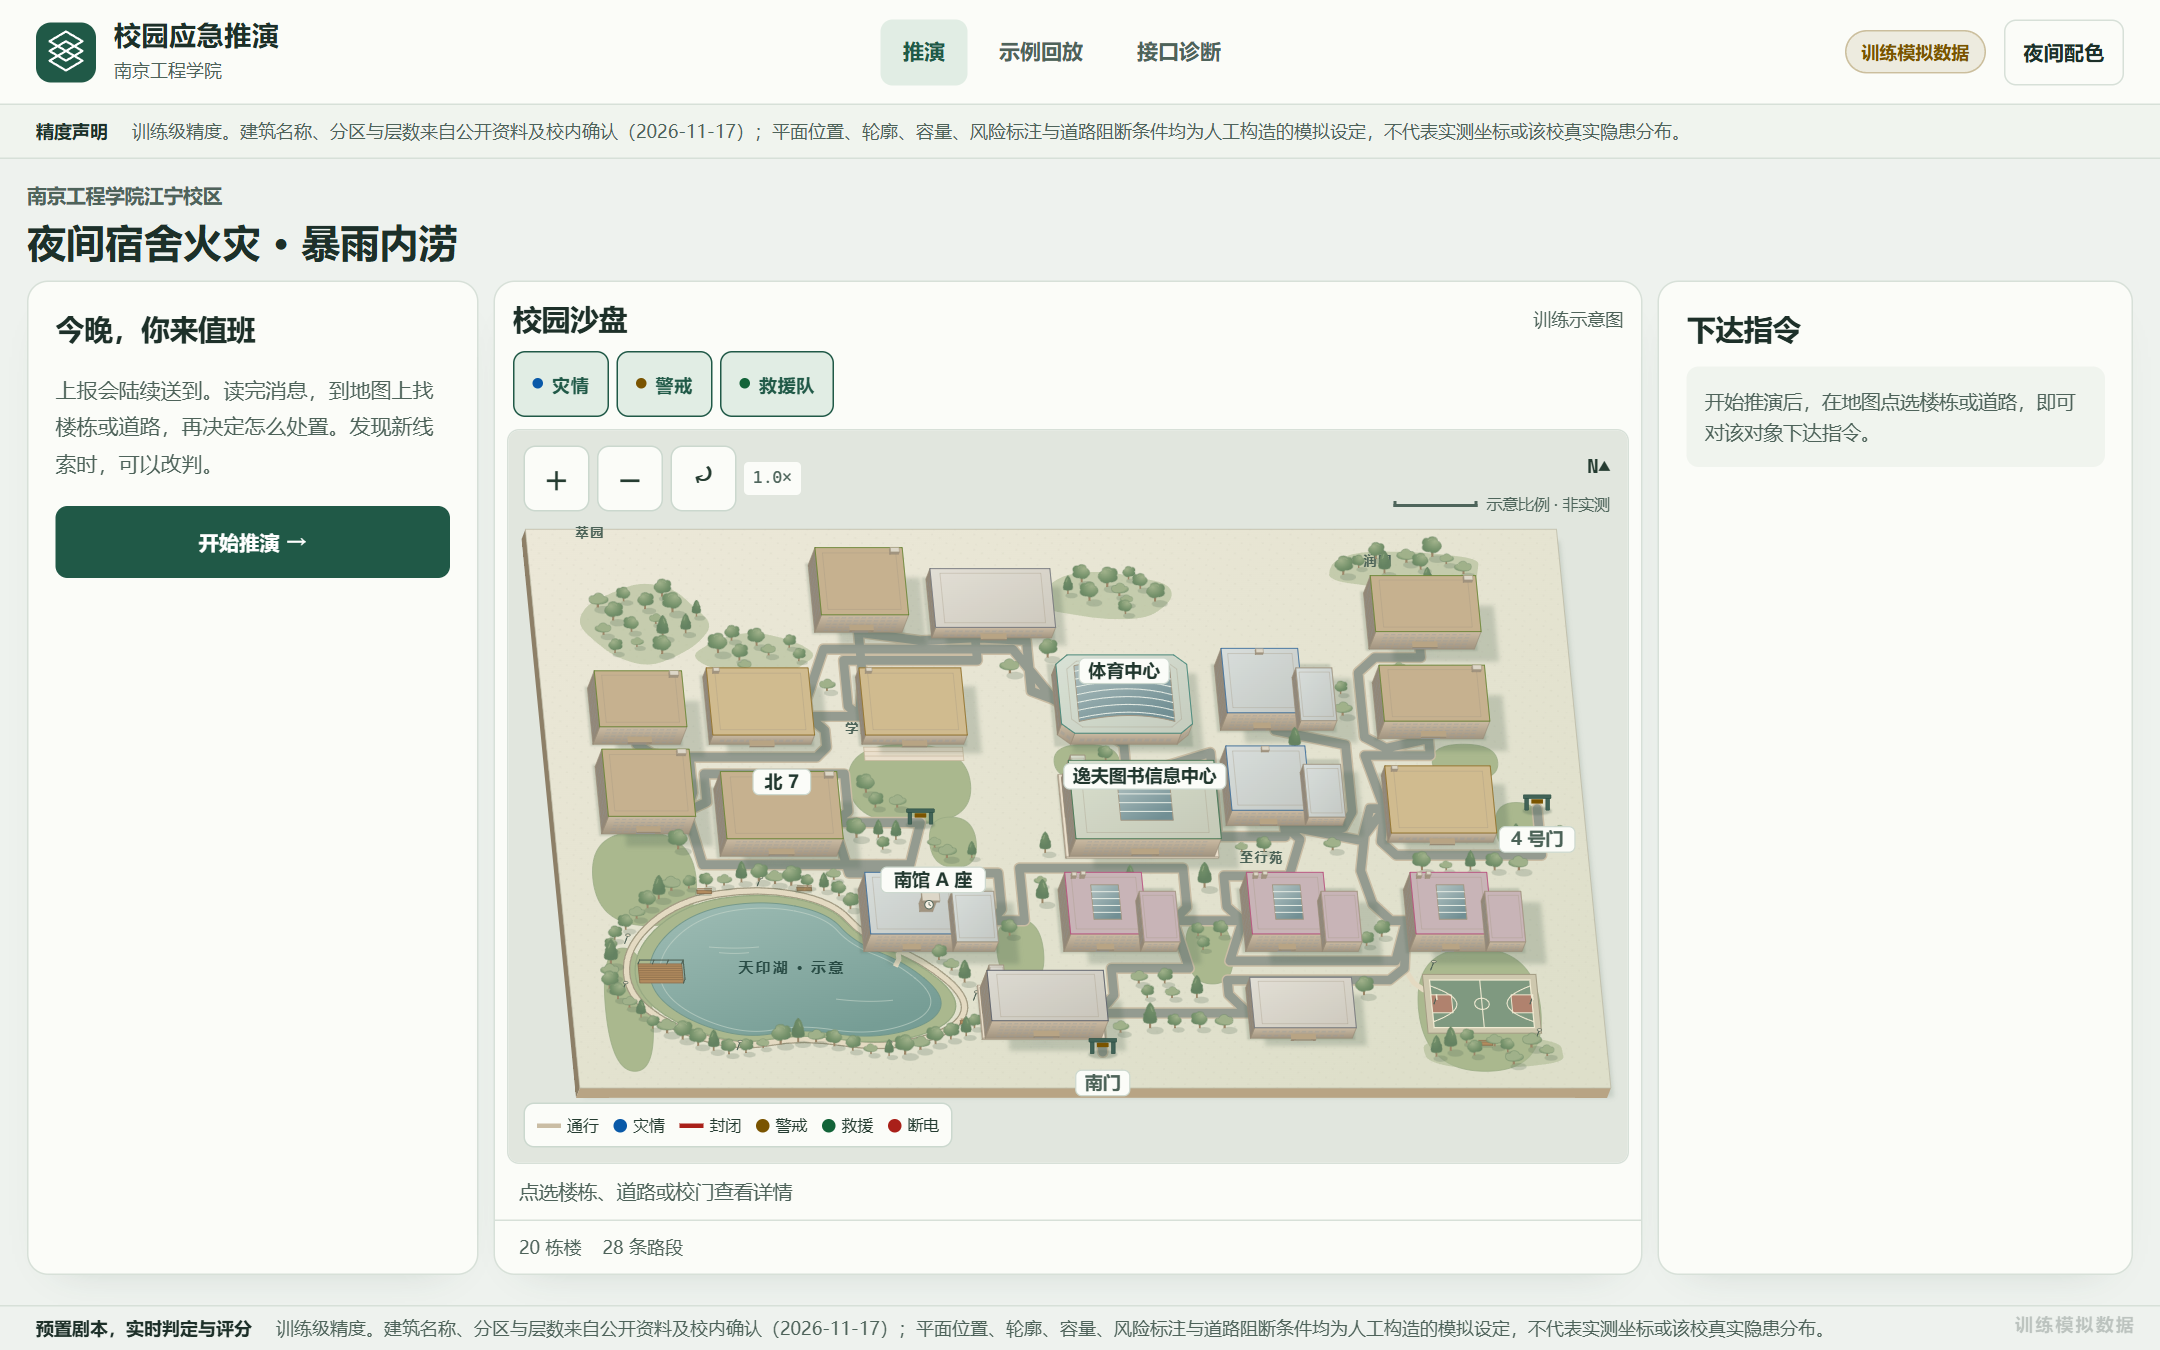 校园应急推演
南京工程学院
推演
示例回放
接口诊断
训练模拟数据
夜间配色
精度声明 训练级精度。建筑名称、分区与层数来自公开资料及校内确认（2026-11-17）；平面位置、轮廓、容量、风险标注与道路阻断条件均为人工构造的模拟设定，不代表实测坐标或该校真实隐患分布。
南京工程学院江宁校区
夜间宿舍火灾·暴雨内涝
今晚，你来值班
上报会陆续送到。读完消息，到地图上找
楼栋或道路，再决定怎么处置。发现新线
索时，可以改判。
开始推演 →
校园沙盘
训练示意图
灾情
警戒
救援队
+
−
1.0×
N▲
示意比例 · 非实测
萃园
润
体育中心
学
北 7
逸夫图书信息中心
4 号门
至行苑
南馆 A 座
天印湖·示意
南门
通行 灾情 封闭 警戒 救援 断电
点选楼栋、道路或校门查看详情
20 栋楼 28 条路段
下达指令
开始推演后，在地图点选楼栋或道路，即可
对该对象下达指令。
预置剧本，实时判定与评分 训练级精度。建筑名称、分区与层数来自公开资料及校内确认（2026-11-17）；平面位置、轮廓、容量、风险标注与道路阻断条件均为人工构造的模拟设定，不代表实测坐标或该校真实隐患分布。
训练模拟数据